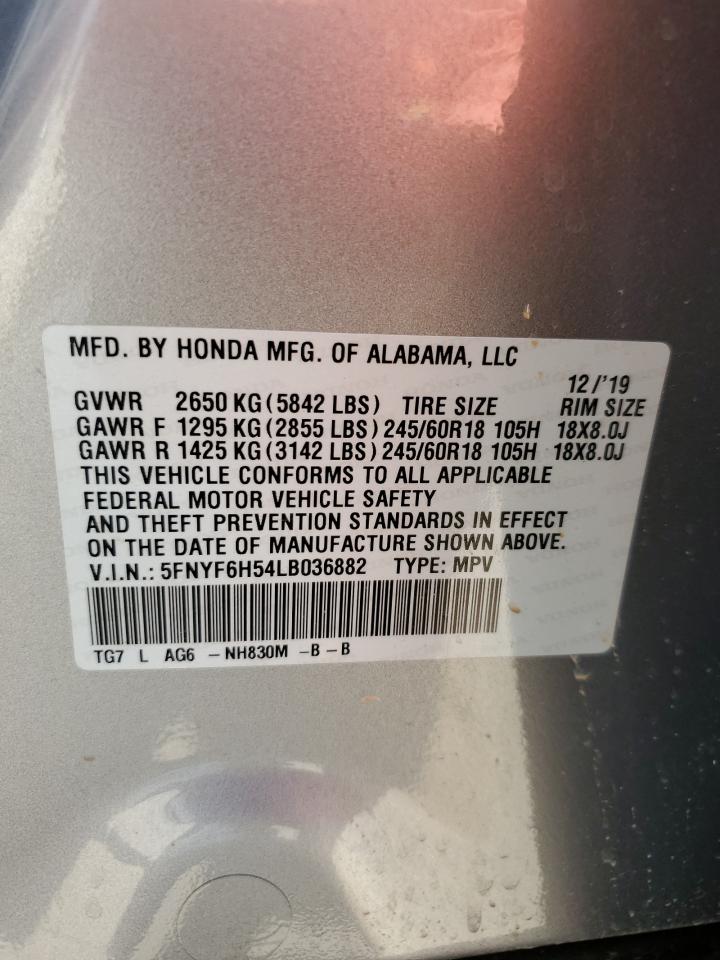 MFD. BY HONDA MFG. OF ALABAMA, LLC
12/'19
GVWR 2650 KG (5842 LBS) TIRE SIZE RIM SIZE
GAWR F 1295 KG (2855 LBS) 245/60R18 105H 18X8.0J
GAWR R 1425 KG (3142 LBS) 245/60R18 105H 18X8.0J
THIS VEHICLE CONFORMS TO ALL APPLICABLE
FEDERAL MOTOR VEHICLE SAFETY
AND THEFT PREVENTION STANDARDS IN EFFECT
ON THE DATE OF MANUFACTURE SHOWN ABOVE.
V.I.N.: 5FNYF6H54LB036882 TYPE: MPV
TG7 L AG6 -NH830M -B-B